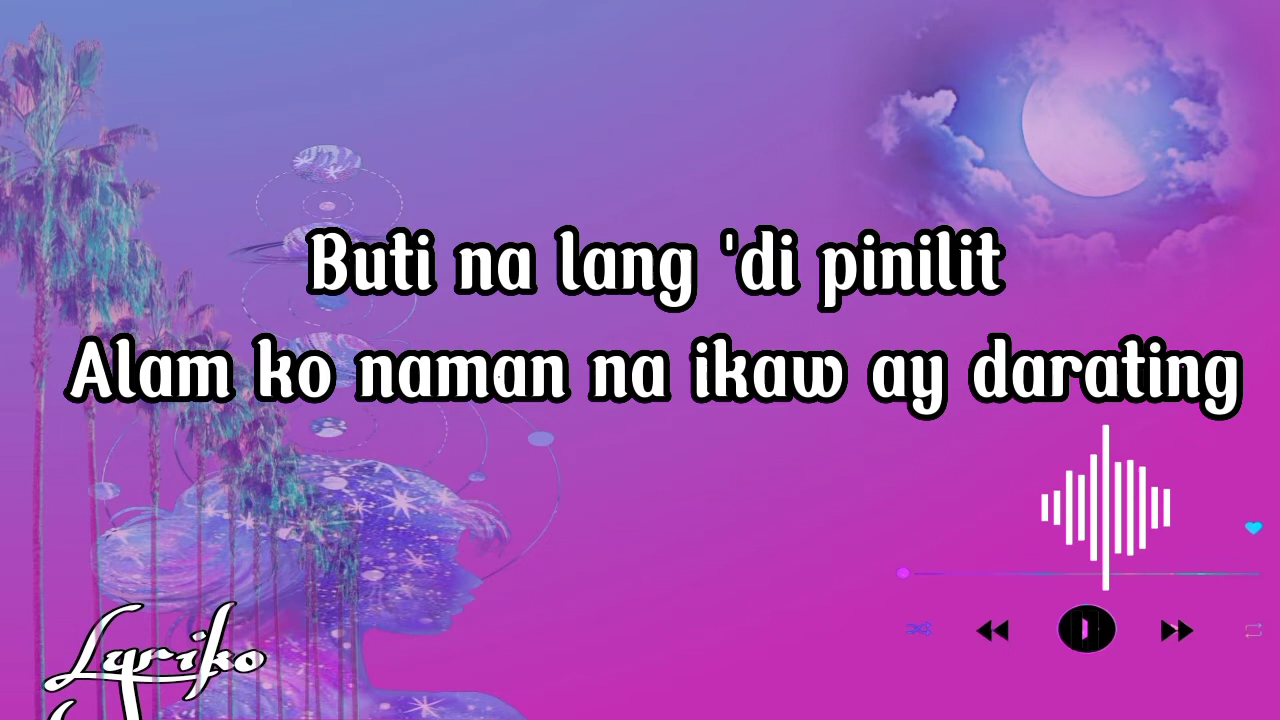 Buti na lang 'di pinilit
Alam ko naman na ikaw ay darating
Lyriko